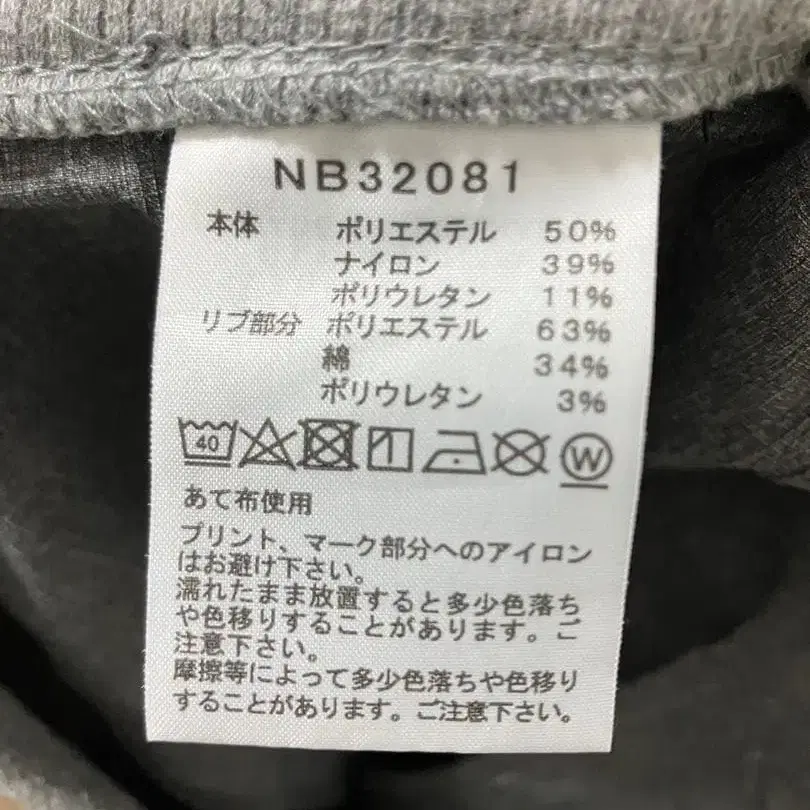 NB32081
本体 ポリエステル 50%
ナイロン 39%
ポリウレタン 11%
リブ部分 ポリエステル 63%
綿 34%
ポリウレタン 3%
40 W
あて布使用
プリント、マーク部分へのアイロン
はお避け下さい。
濡れたまま放置すると多少色落ち
や色移りすることがあります。ご
注意下さい。
摩擦等によって多少色落ちや色移り
することがあります。ご注意下さい。